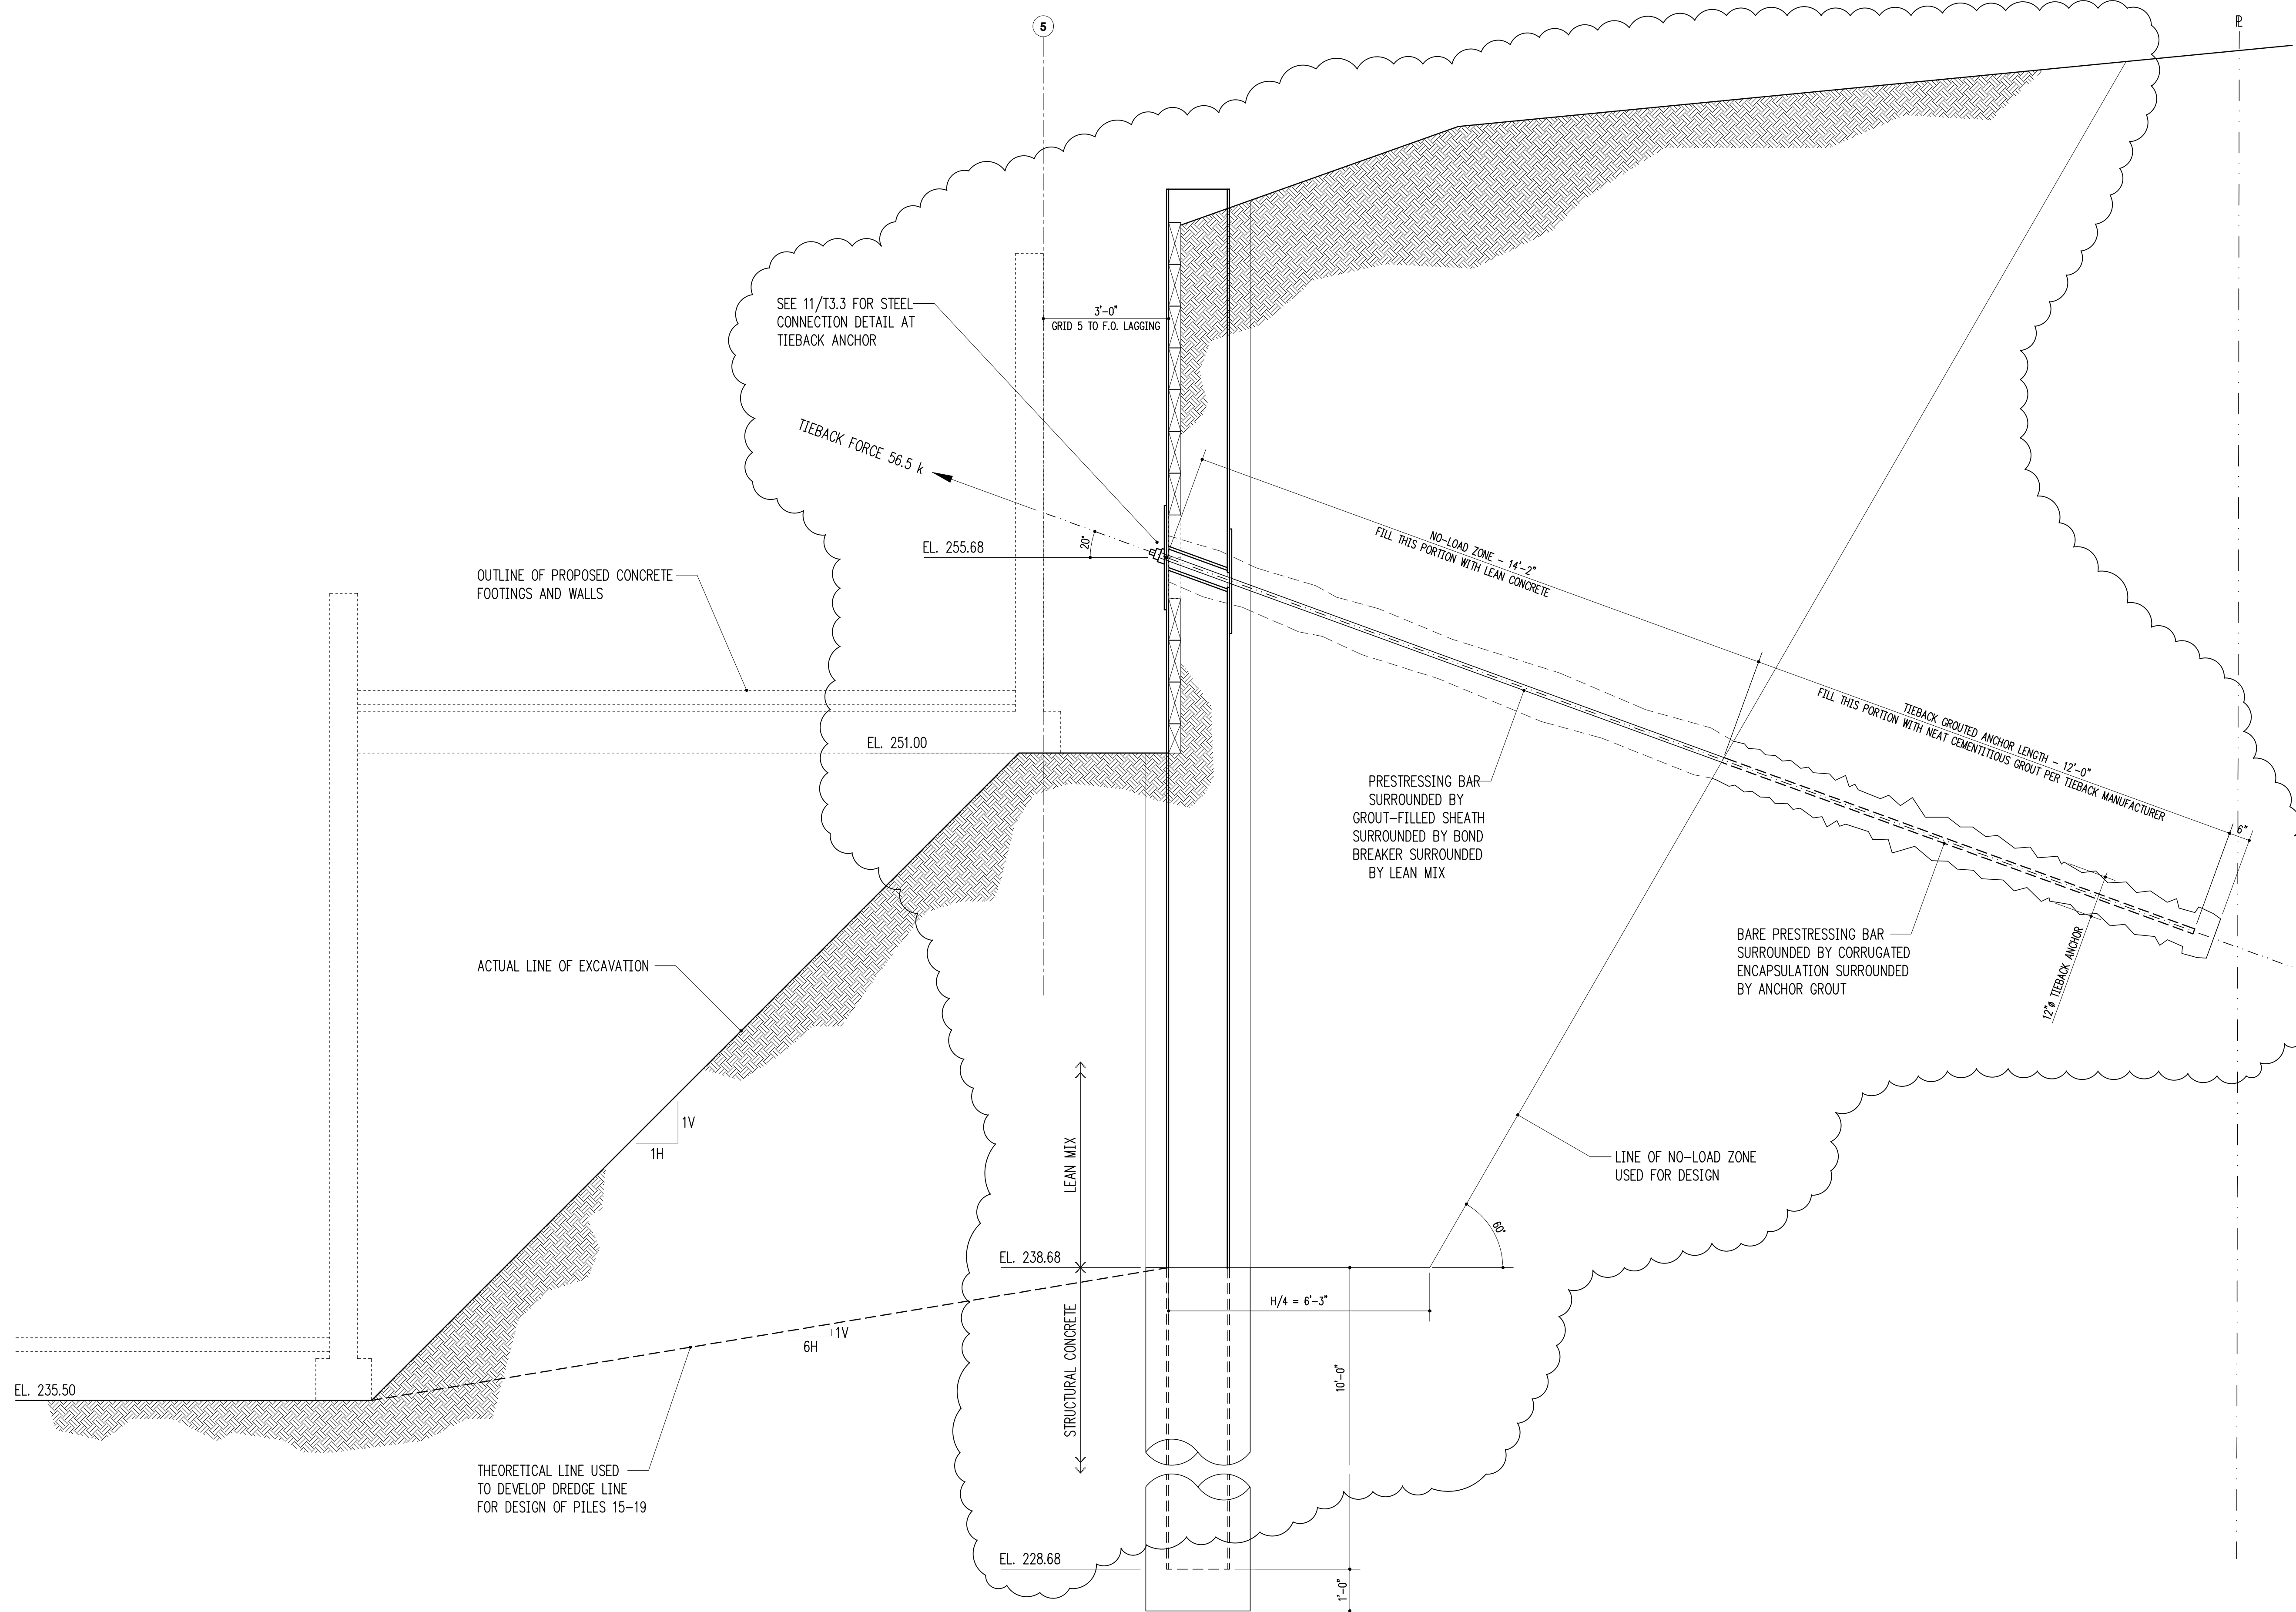 5
PL
SEE 11/T3.3 FOR STEEL
CONNECTION DETAIL AT
TIEBACK ANCHOR
3'-0"
GRID 5 TO F.O. LAGGING
TIEBACK FORCE 56.5 k
20°
EL. 255.68
NO-LOAD ZONE - 14'-2"
FILL THIS PORTION WITH LEAN CONCRETE
OUTLINE OF PROPOSED CONCRETE
FOOTINGS AND WALLS
TIEBACK GROUTED ANCHOR LENGTH - 12'-0"
FILL THIS PORTION WITH NEAT CEMENTITIOUS GROUT PER TIEBACK MANUFACTURER
6"
EL. 251.00
PRESTRESSING BAR
SURROUNDED BY
GROUT-FILLED SHEATH
SURROUNDED BY BOND
BREAKER SURROUNDED
BY LEAN MIX
BARE PRESTRESSING BAR
SURROUNDED BY CORRUGATED
ENCAPSULATION SURROUNDED
BY ANCHOR GROUT
12"ø TIEBACK ANCHOR
ACTUAL LINE OF EXCAVATION
1V
1H
LEAN MIX
LINE OF NO-LOAD ZONE
USED FOR DESIGN
60°
EL. 238.68
H/4 = 6'-3"
1V
6H
STRUCTURAL CONCRETE
10'-0"
EL. 235.50
THEORETICAL LINE USED
TO DEVELOP DREDGE LINE
FOR DESIGN OF PILES 15-19
EL. 228.68
1'-0"